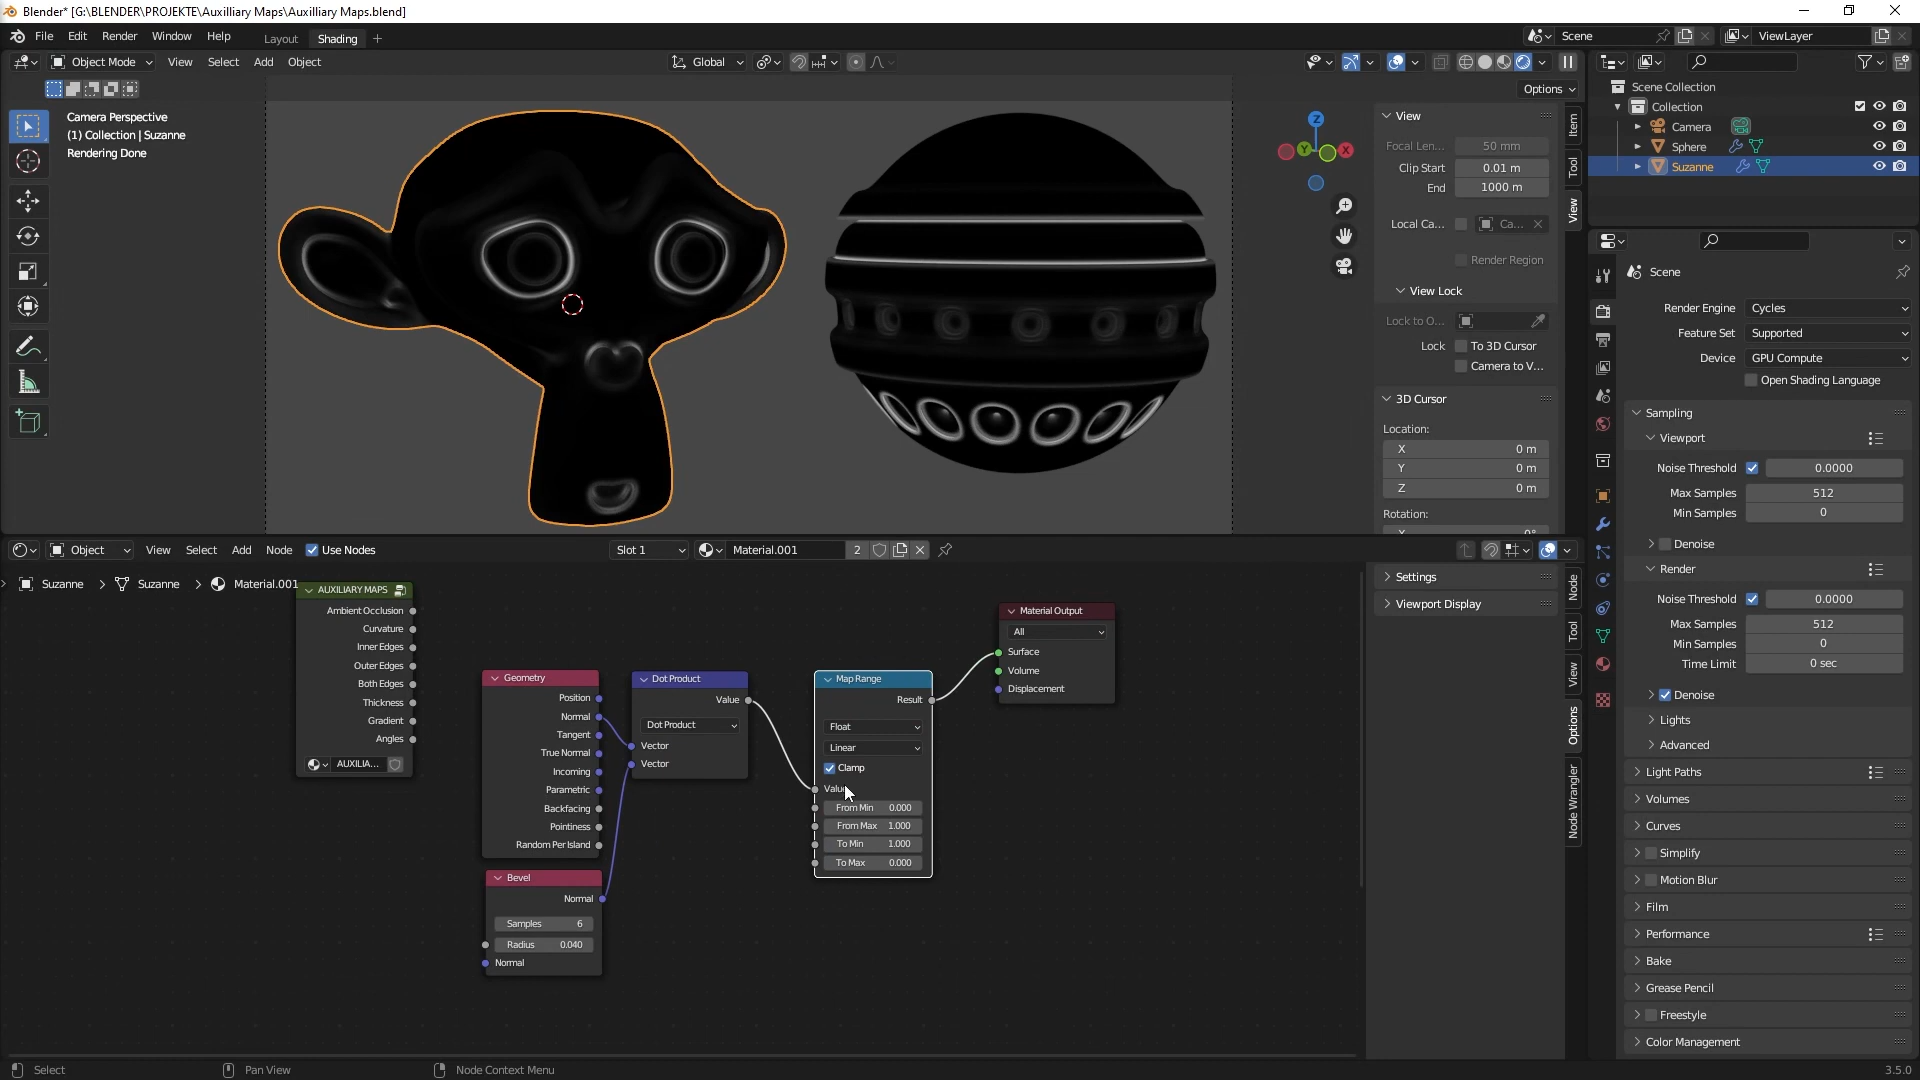 Blender* [G:\BLENDER\PROJEKTE\Auxilliary Maps\Auxilliary Maps.blend]
File Edit Render Window Help Layout Shading + Scene ViewLayer
Object Mode View Select Add Object Global
Options
Camera Perspective
(1) Collection | Suzanne
Rendering Done
Z
Y
X
View
Focal Len... 50 mm
Clip Start 0.01 m
End 1000 m
Local Ca... Ca...
Render Region
View Lock
Lock to O...
Lock To 3D Cursor
Camera to V...
3D Cursor
Location:
X 0 m
Y 0 m
Z 0 m
Rotation:
X 0°
Item
Tool
View
Scene Collection
Collection
Camera
Sphere
Suzanne
Scene
Render Engine Cycles
Feature Set Supported
Device GPU Compute
Open Shading Language
Sampling
Viewport
Noise Threshold 0.0000
Max Samples 512
Min Samples 0
Denoise
Render
Noise Threshold 0.0000
Max Samples 512
Min Samples 0
Time Limit 0 sec
Denoise
Lights
Advanced
Light Paths
Volumes
Curves
Simplify
Motion Blur
Film
Performance
Bake
Grease Pencil
Freestyle
Color Management
Object View Select Add Node Use Nodes Slot 1 Material.001 2
Suzanne > Suzanne > Material.001
AUXILIARY MAPS
Ambient Occlusion
Curvature
Inner Edges
Outer Edges
Both Edges
Thickness
Gradient
Angles
AUXILIA...
Geometry
Position
Normal
Tangent
True Normal
Incoming
Parametric
Backfacing
Pointiness
Random Per Island
Bevel
Normal
Samples 6
Radius 0.040
Normal
Dot Product
Value
Dot Product
Vector
Vector
Map Range
Result
Float
Linear
Clamp
Value
From Min 0.000
From Max 1.000
To Min 1.000
To Max 0.000
Material Output
All
Surface
Volume
Displacement
Settings
Viewport Display
Node
Tool
View
Options
Node Wrangler
Select Pan View Node Context Menu 3.5.0